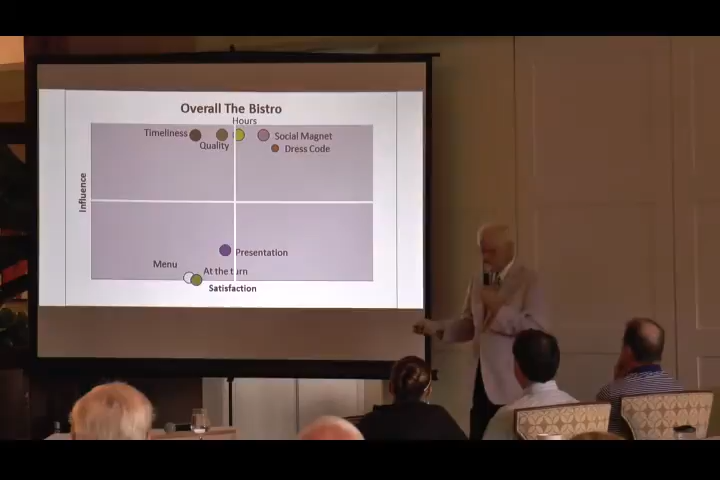 Overall The Bistro
Hours
Timeliness
Social Magnet
Quality
Dress Code
Influence
Presentation
Menu
At the turn
Satisfaction